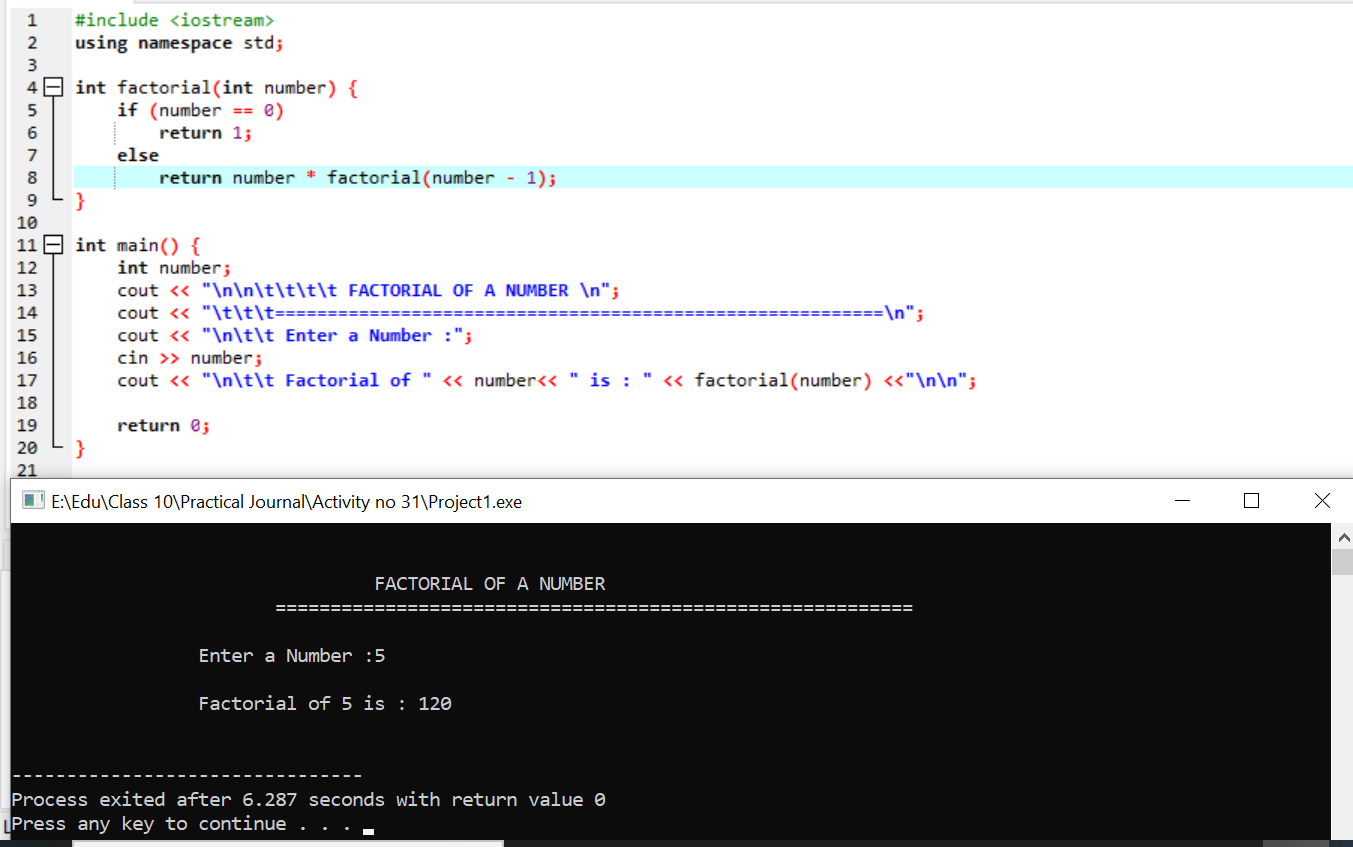 1 #include <iostream>
2 using namespace std;
3
4 int factorial(int number) {
5 if (number == 0)
6 return 1;
7 else
8 return number * factorial(number - 1);
9 }
10
11 int main() {
12 int number;
13 cout << "\n\n\t\t\t\t FACTORIAL OF A NUMBER \n";
14 cout << "\t\t\t==========================================================\n";
15 cout << "\n\t\t Enter a Number :";
16 cin >> number;
17 cout << "\n\t\t Factorial of " << number<< " is : " << factorial(number) <<"\n\n";
18
19 return 0;
20 }
21
E:\Edu\Class 10\Practical Journal\Activity no 31\Project1.exe
FACTORIAL OF A NUMBER
==========================================================
Enter a Number :5
Factorial of 5 is : 120
--------------------------------
Process exited after 6.287 seconds with return value 0
Press any key to continue . . .